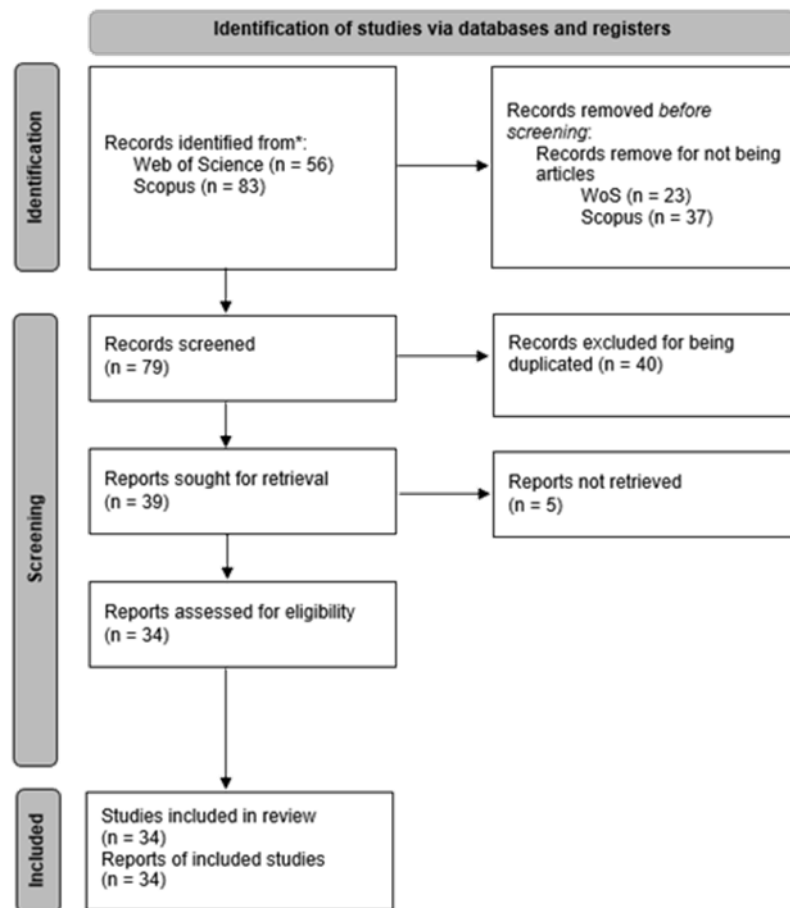 Identification of studies via databases and registers
Identification
Records identified from*:
Web of Science (n = 56)
Scopus (n = 83)
Records removed before
screening:
Records remove for not being
articles
WoS (n = 23)
Scopus (n = 37)
Screening
Records screened
(n = 79)
Records excluded for being
duplicated (n = 40)
Reports sought for retrieval
(n = 39)
Reports not retrieved
(n = 5)
Reports assessed for eligibility
(n = 34)
Included
Studies included in review
(n = 34)
Reports of included studies
(n = 34)